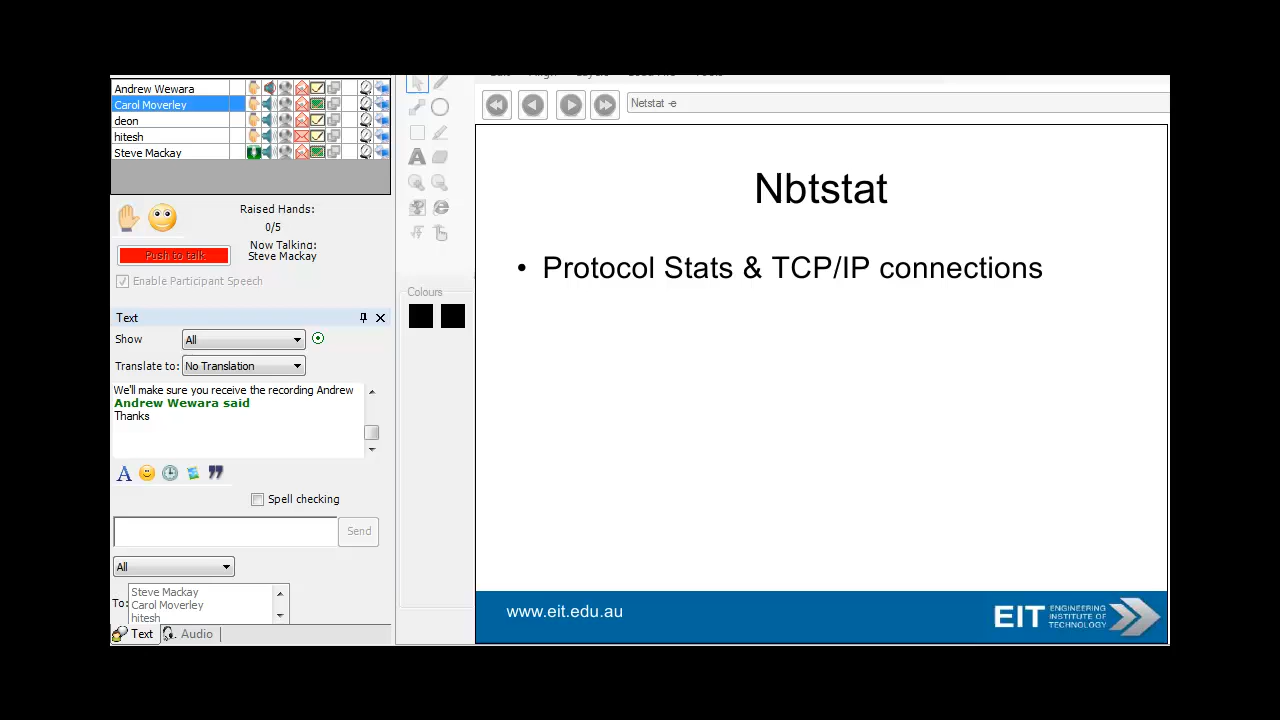 Andrew Wewara
Carol Moverley
deon
hitesh
Steve Mackay
Raised Hands:
0/5
Now Talking:
Steve Mackay
Push to talk
Enable Participant Speech
Text
Show
All
Translate to:
No Translation
We'll make sure you receive the recording Andrew
Andrew Wewara said
Thanks
Spell checking
Send
All
To:
Steve Mackay
Carol Moverley
hitesh
Text
Audio
Colours
Netstat -e
Nbtstat
• Protocol Stats & TCP/IP connections
www.eit.edu.au
EIT
ENGINEERING
INSTITUTE OF
TECHNOLOGY